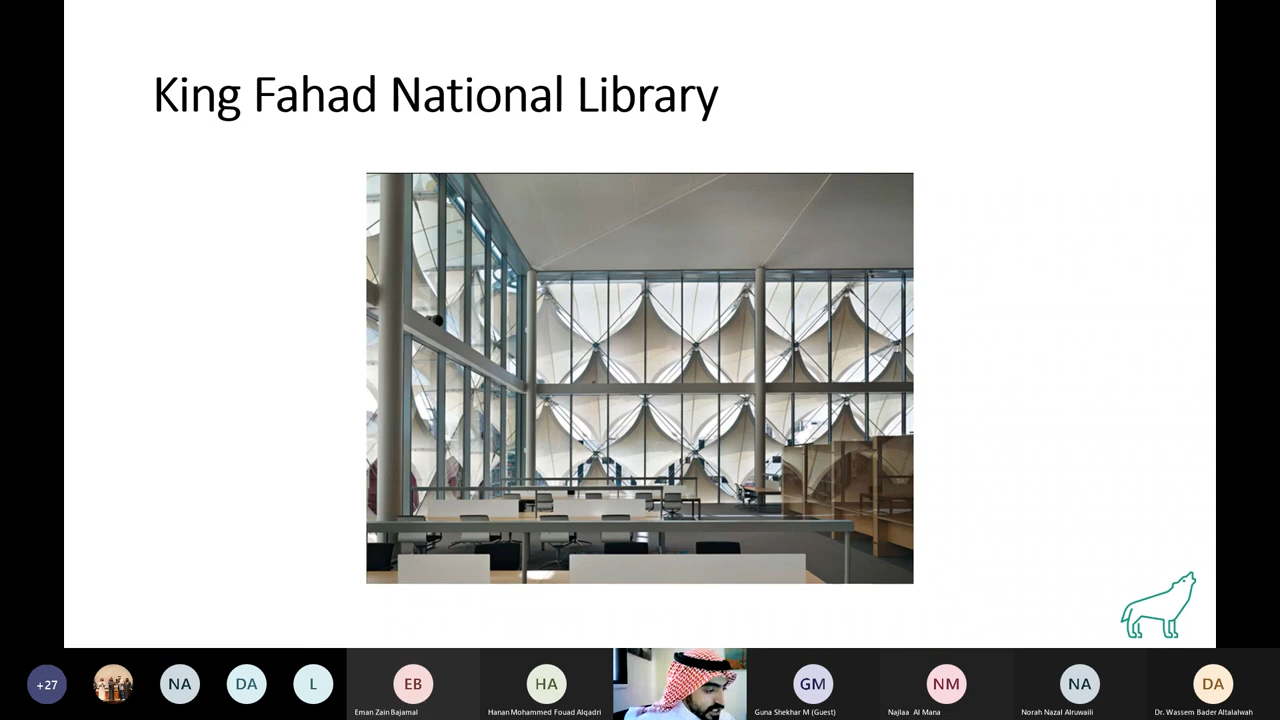 King Fahad National Library
+27
NA
DA
L
EB
HA
GM
NM
NA
DA
Eman Zain Bajamal
Hanan Mohammed Fouad Alqadri
Guna Shekhar M (Guest)
Najlaa Al Mana
Norah Nazal Alruwaili
Dr. Wassem Bader Altalalwah